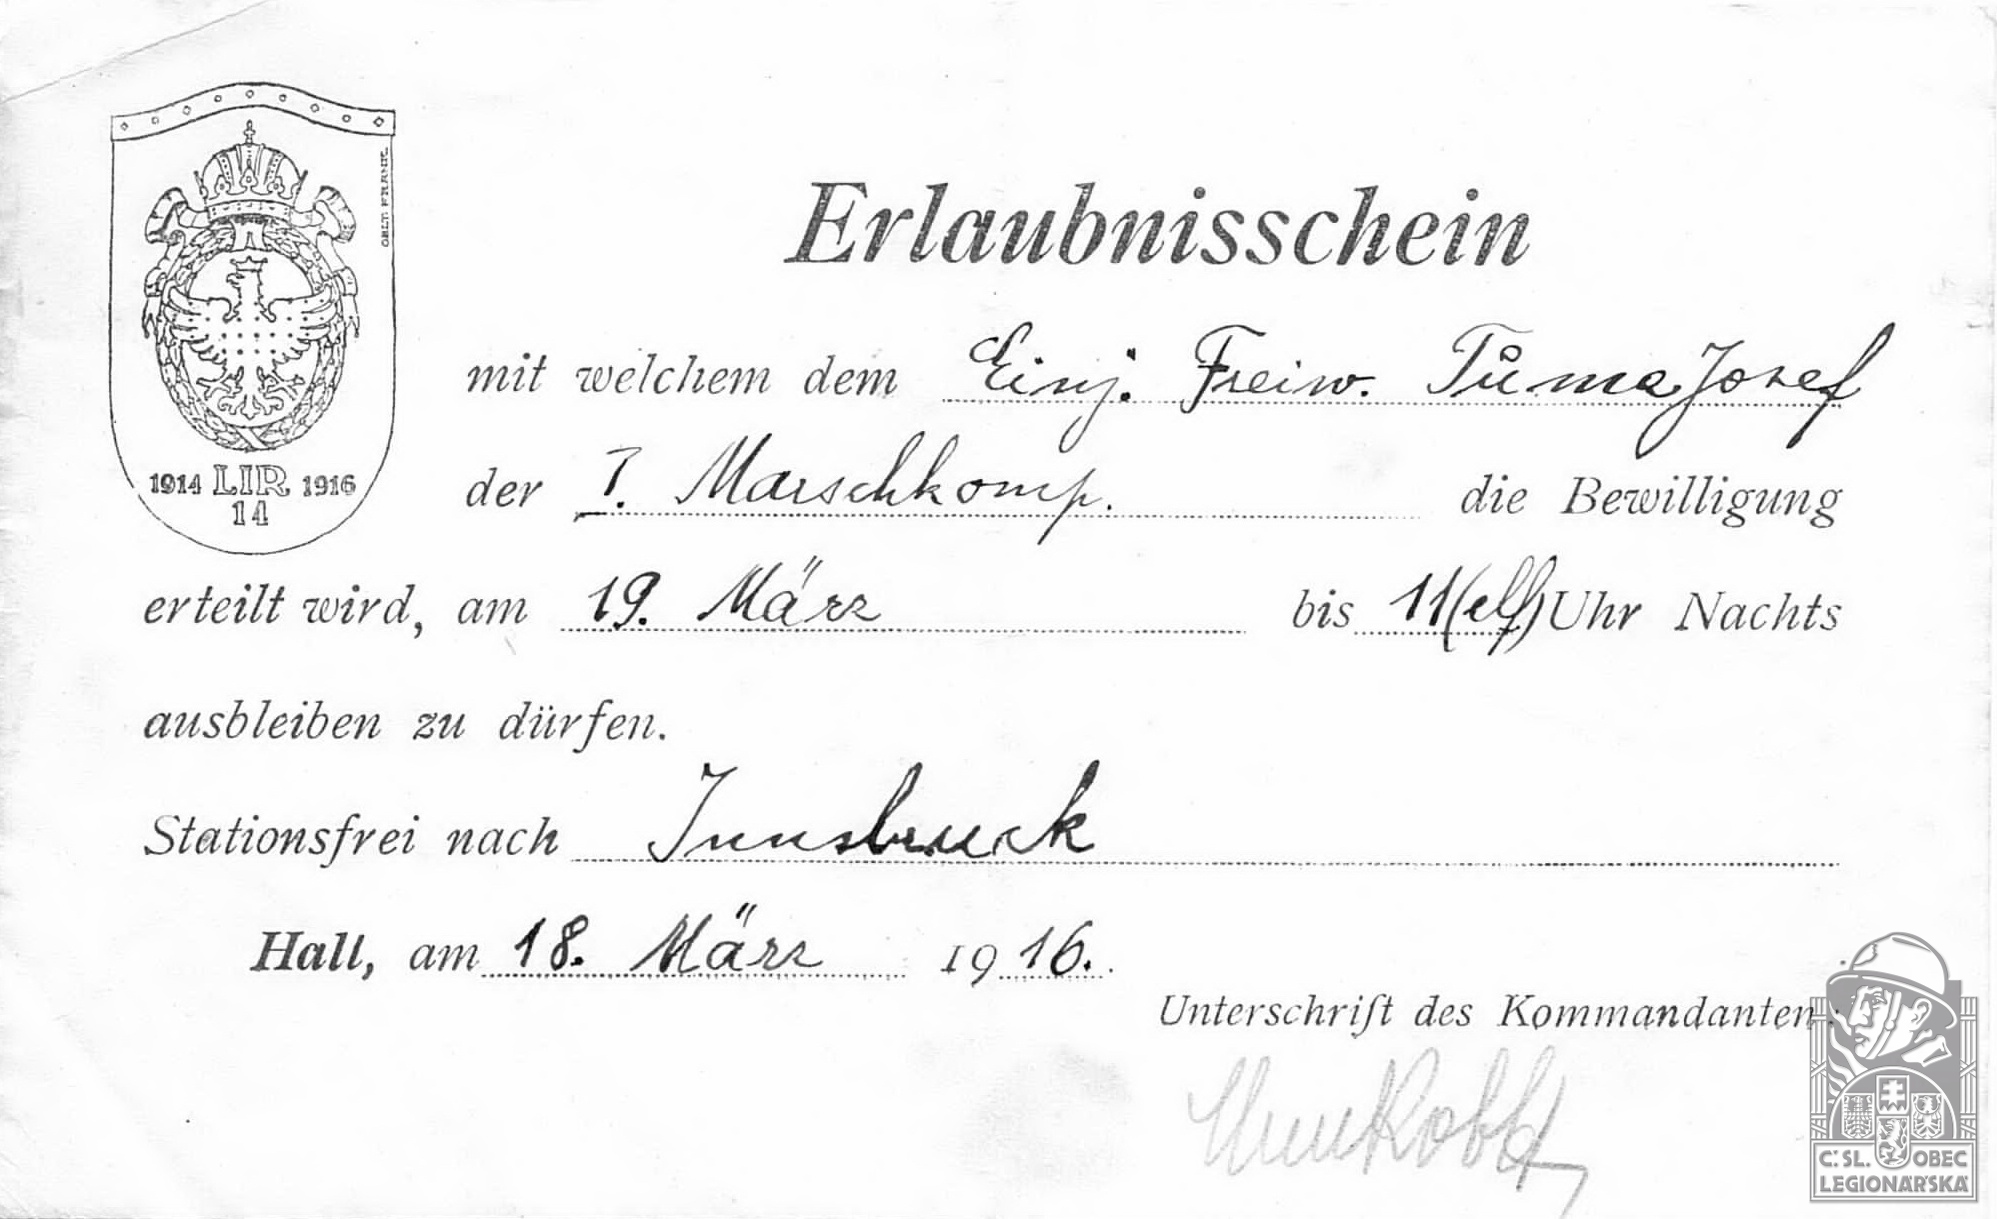 Erlaubnisschein
mit welchem dem Einj. Freiw. Tůma Josef
der I. Marschkomp. die Bewilligung
erteilt wird, am 19. März bis 11(elf) Uhr Nachts
ausbleiben zu dürfen.
Stationsfrei nach Innsbruck
Hall, am 18. März 1916.
Unterschrift des Kommandanten:
1914 LIR 1916
14
Č. SL. OBEC
LEGIONÁŘSKÁ